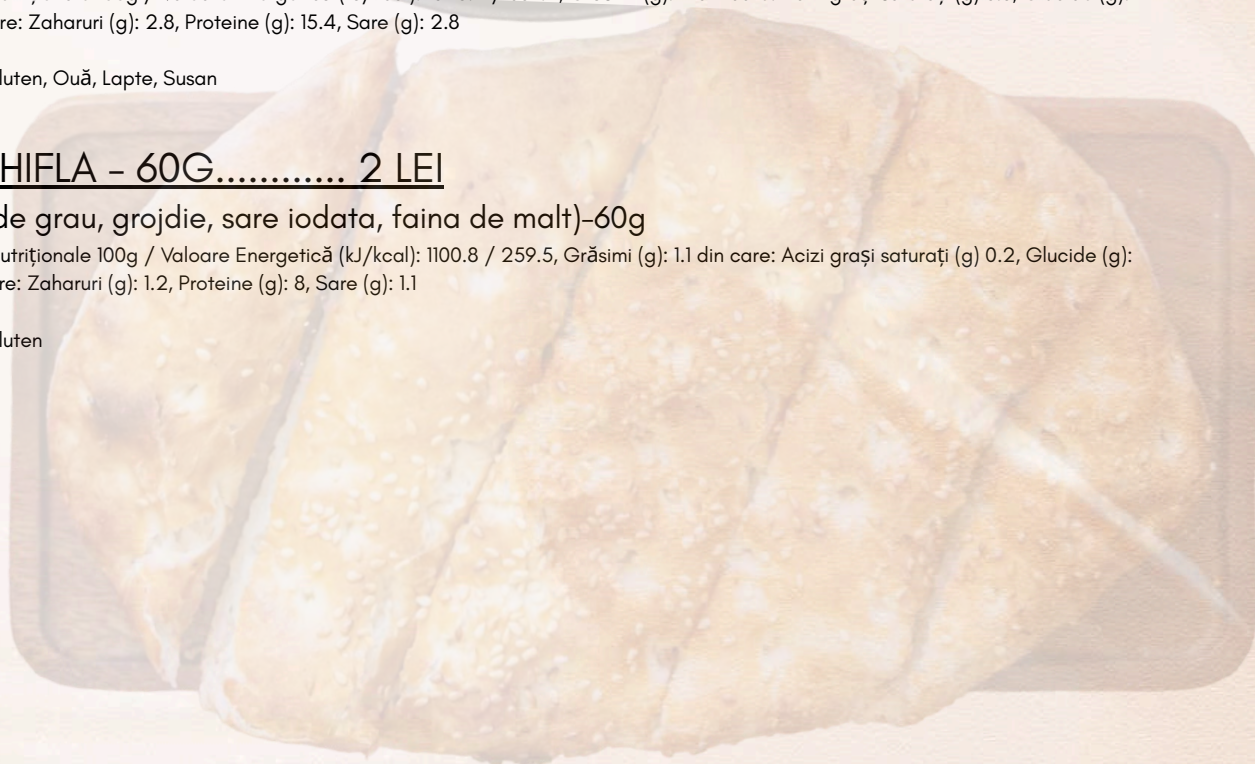 re: Zaharuri (g): 2.8, Proteine (g): 15.4, Sare (g): 2.8
luten, Ouă, Lapte, Susan
HIFLA - 60G............ 2 LEI
de grau, grojdie, sare iodata, faina de malt)-60g
utriționale 100g / Valoare Energetică (kJ/kcal): 1100.8 / 259.5, Grăsimi (g): 1.1 din care: Acizi grași saturați (g) 0.2, Glucide (g):
re: Zaharuri (g): 1.2, Proteine (g): 8, Sare (g): 1.1
luten